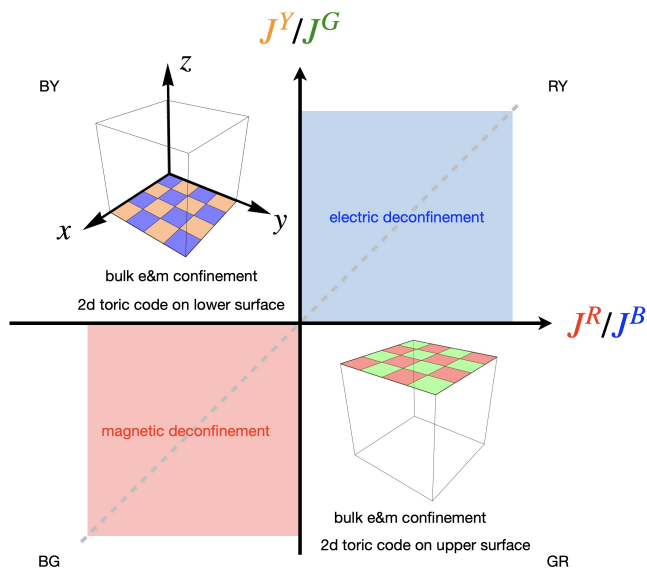 J^Y/J^G
BY
z
RY
x
y
electric deconfinement
bulk e&m confinement
2d toric code on lower surface
J^R/J^B
magnetic deconfinement
bulk e&m confinement
2d toric code on upper surface
BG
GR